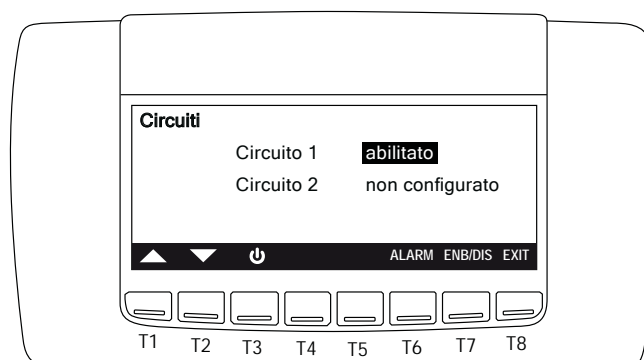 Circuiti
Circuito 1 abilitato
Circuito 2 non configurato
ALARM ENB/DIS EXIT
T1 T2 T3 T4 T5 T6 T7 T8